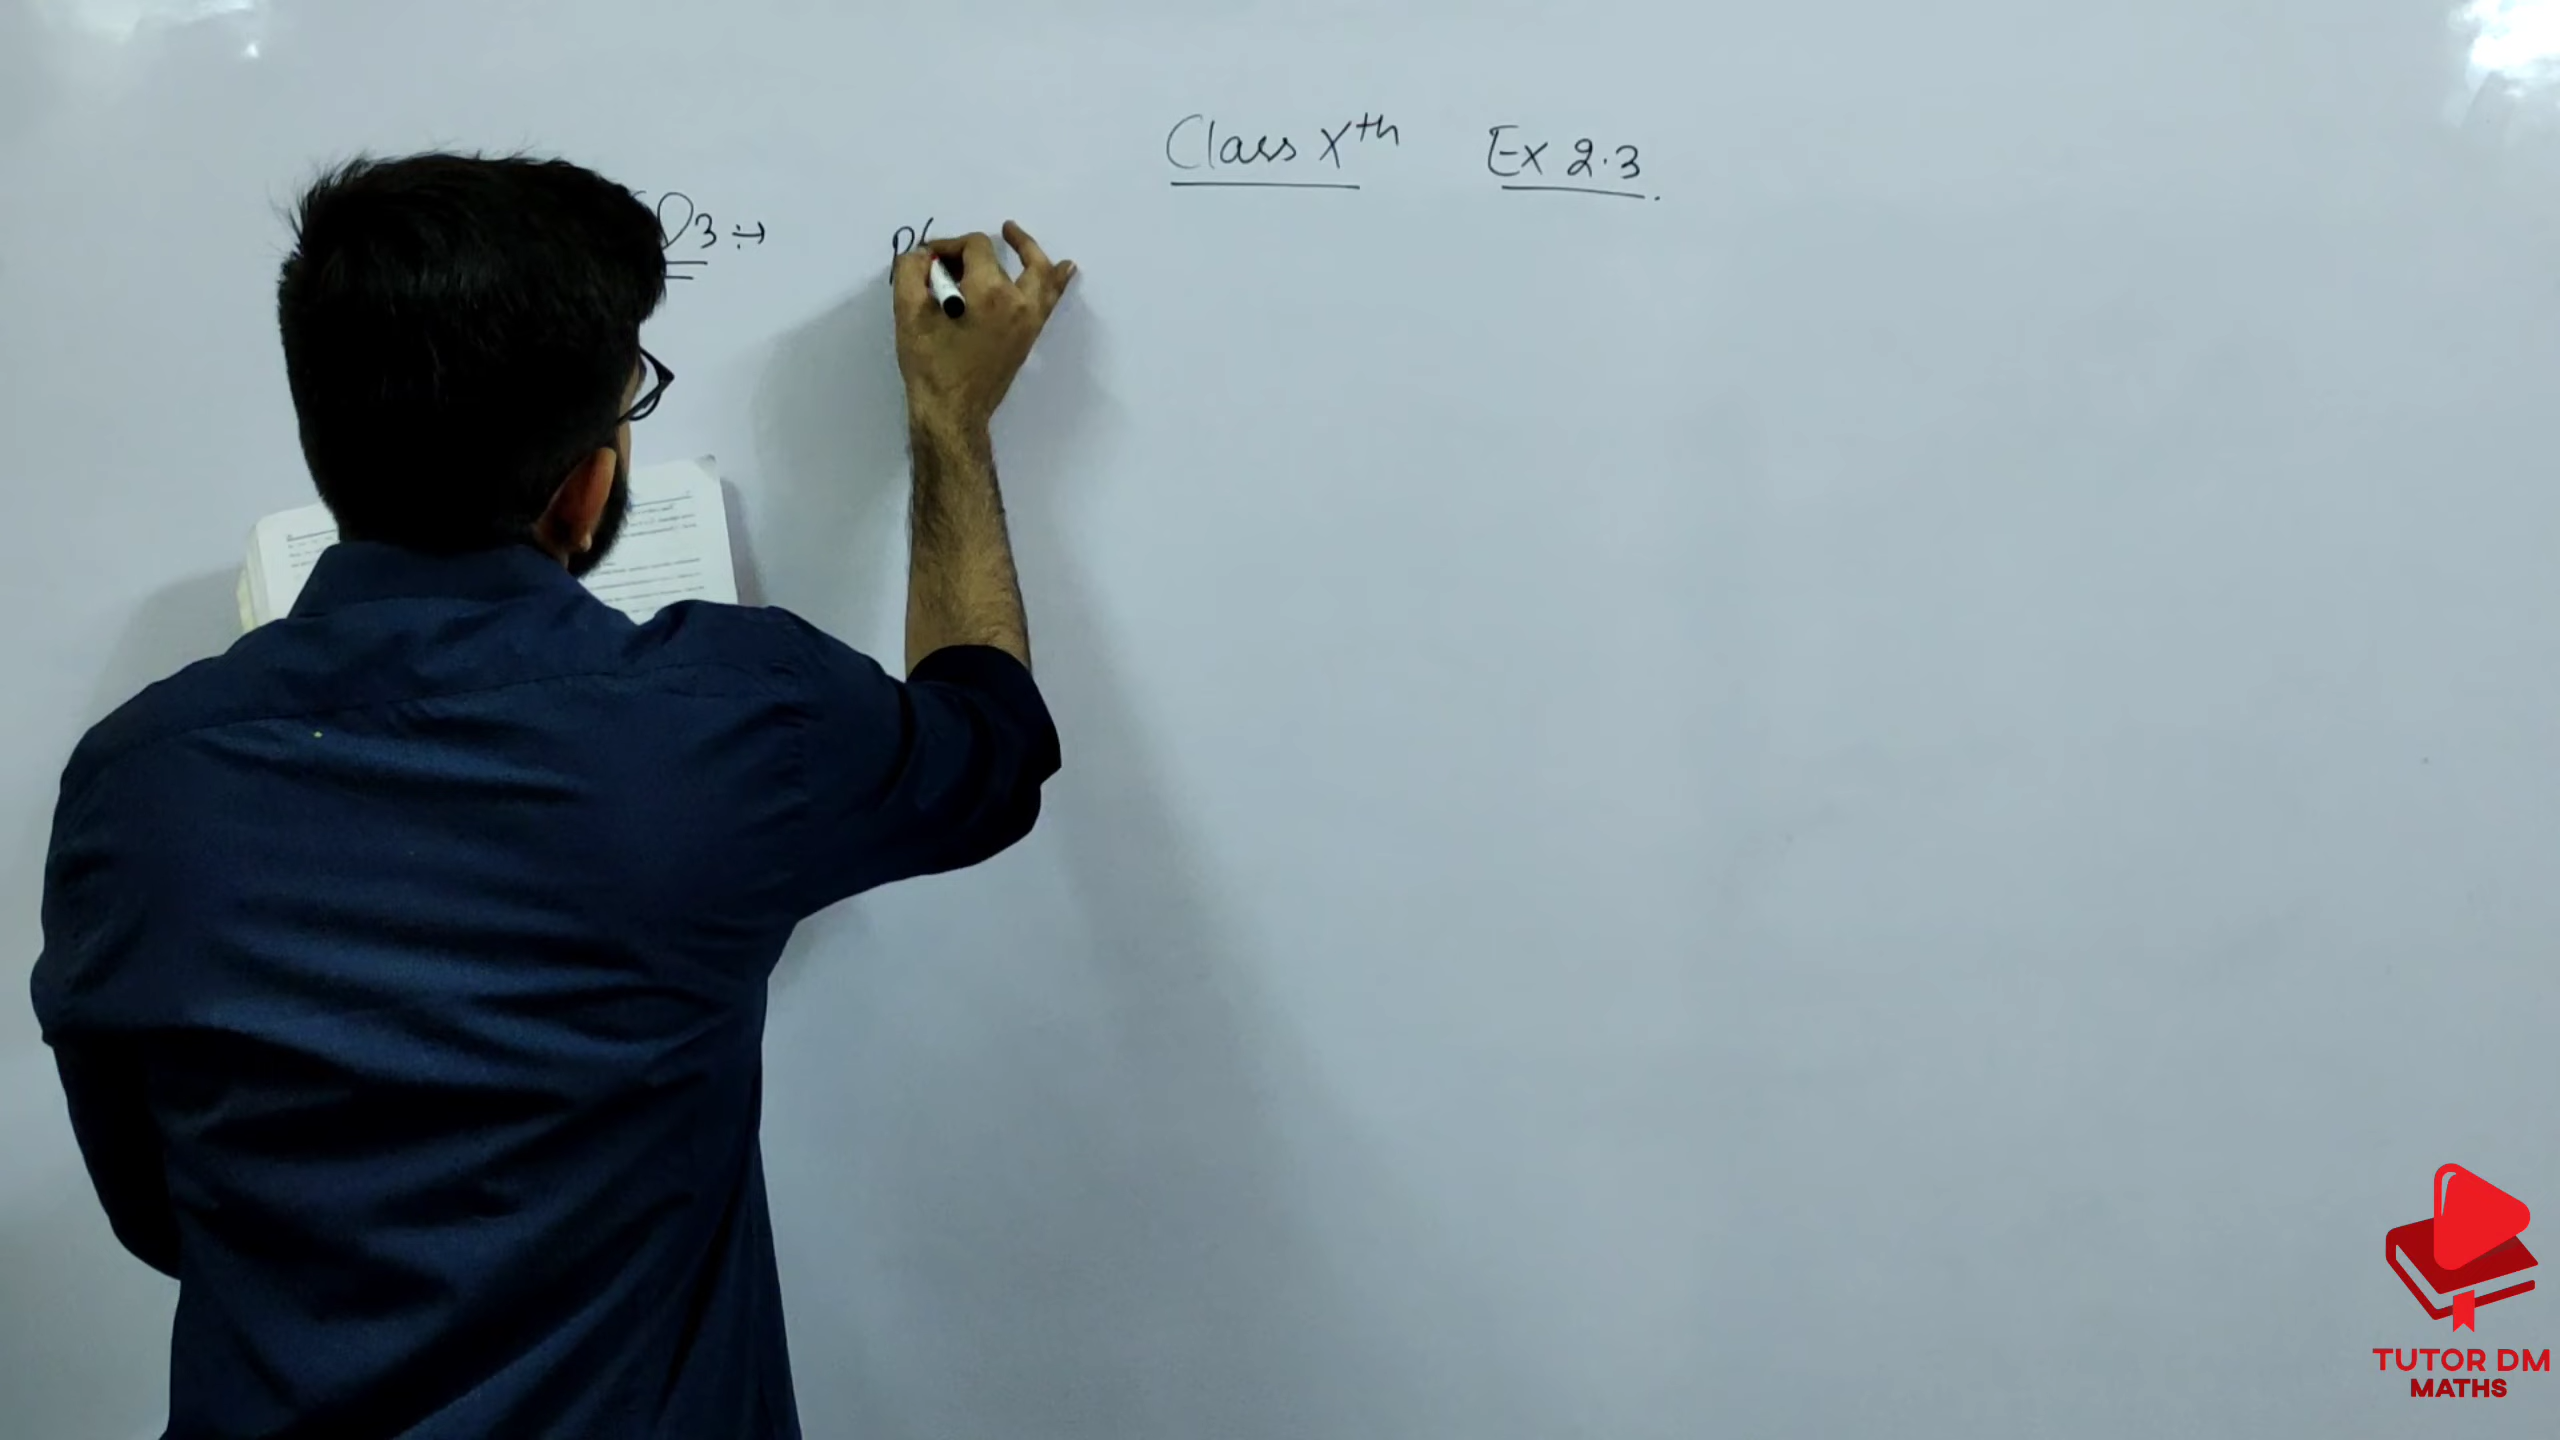 Class Xth Ex 2.3.
Q3 :→ P(
TUTOR DM
MATHS